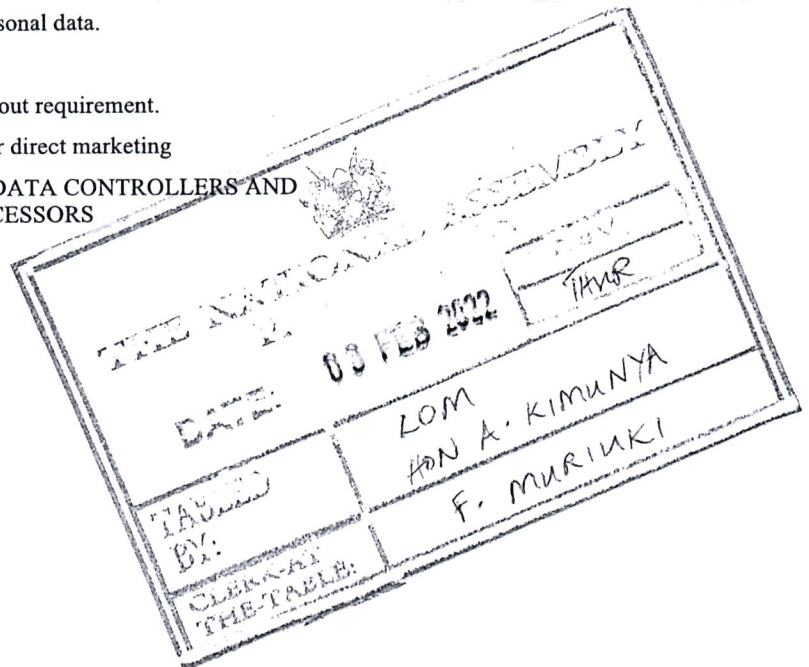 sonal data.
out requirement.
r direct marketing
DATA CONTROLLERS AND
CESSORS
THE NATIONAL ASSEMBLY
DATE: 03 FEB 2022
THUR
TABLED
BY:
LOM
HON A. KIMUNYA
CLERK-AT
THE-TABLE:
F. MURIUKI